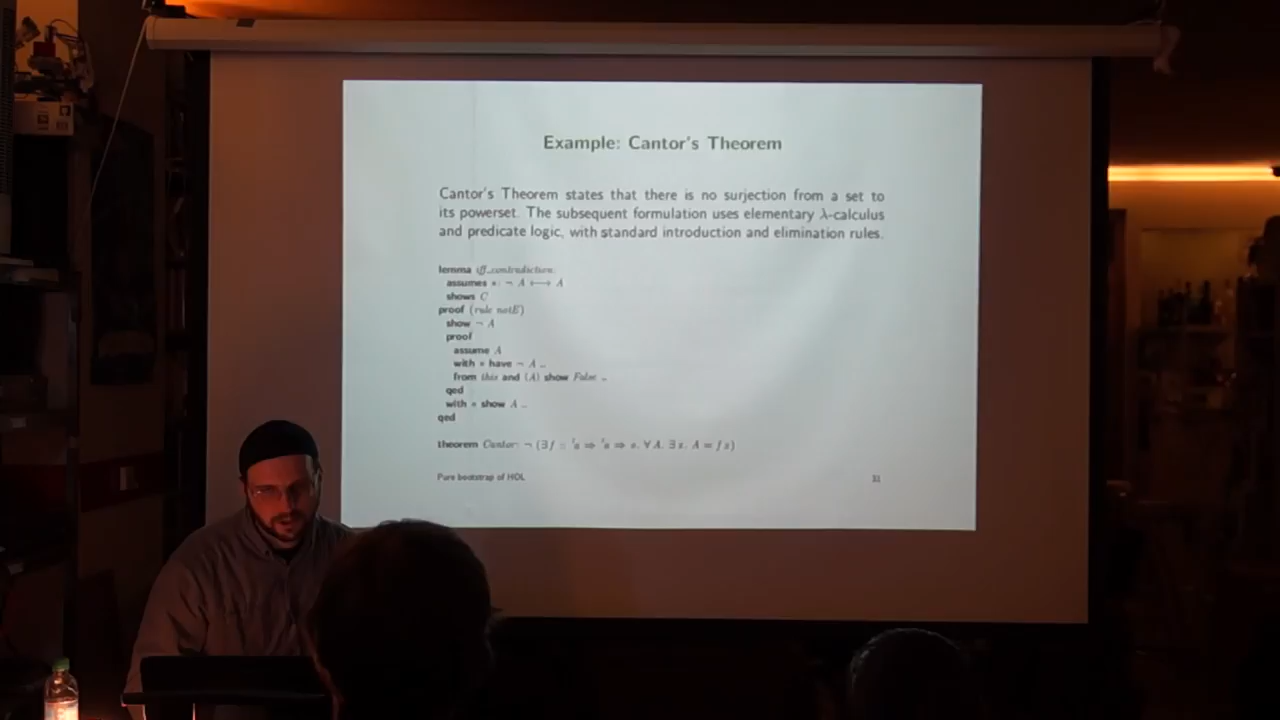 Example: Cantor's Theorem
Cantor's Theorem states that there is no surjection from a set to
its powerset. The subsequent formulation uses elementary λ-calculus
and predicate logic, with standard introduction and elimination rules.
lemma iff_contradiction:
assumes *: ¬ A ⟷ A
shows C
proof (rule notE)
show ¬ A
proof
assume A
with * have ¬ A ..
from this and ⟨A⟩ show False ..
qed
with * show A ..
qed
theorem Cantor: ¬ (∃f :: 'a ⇒ 'a ⇒ o. ∀A. ∃x. A = f x)
Pure bootstrap of HOL
31